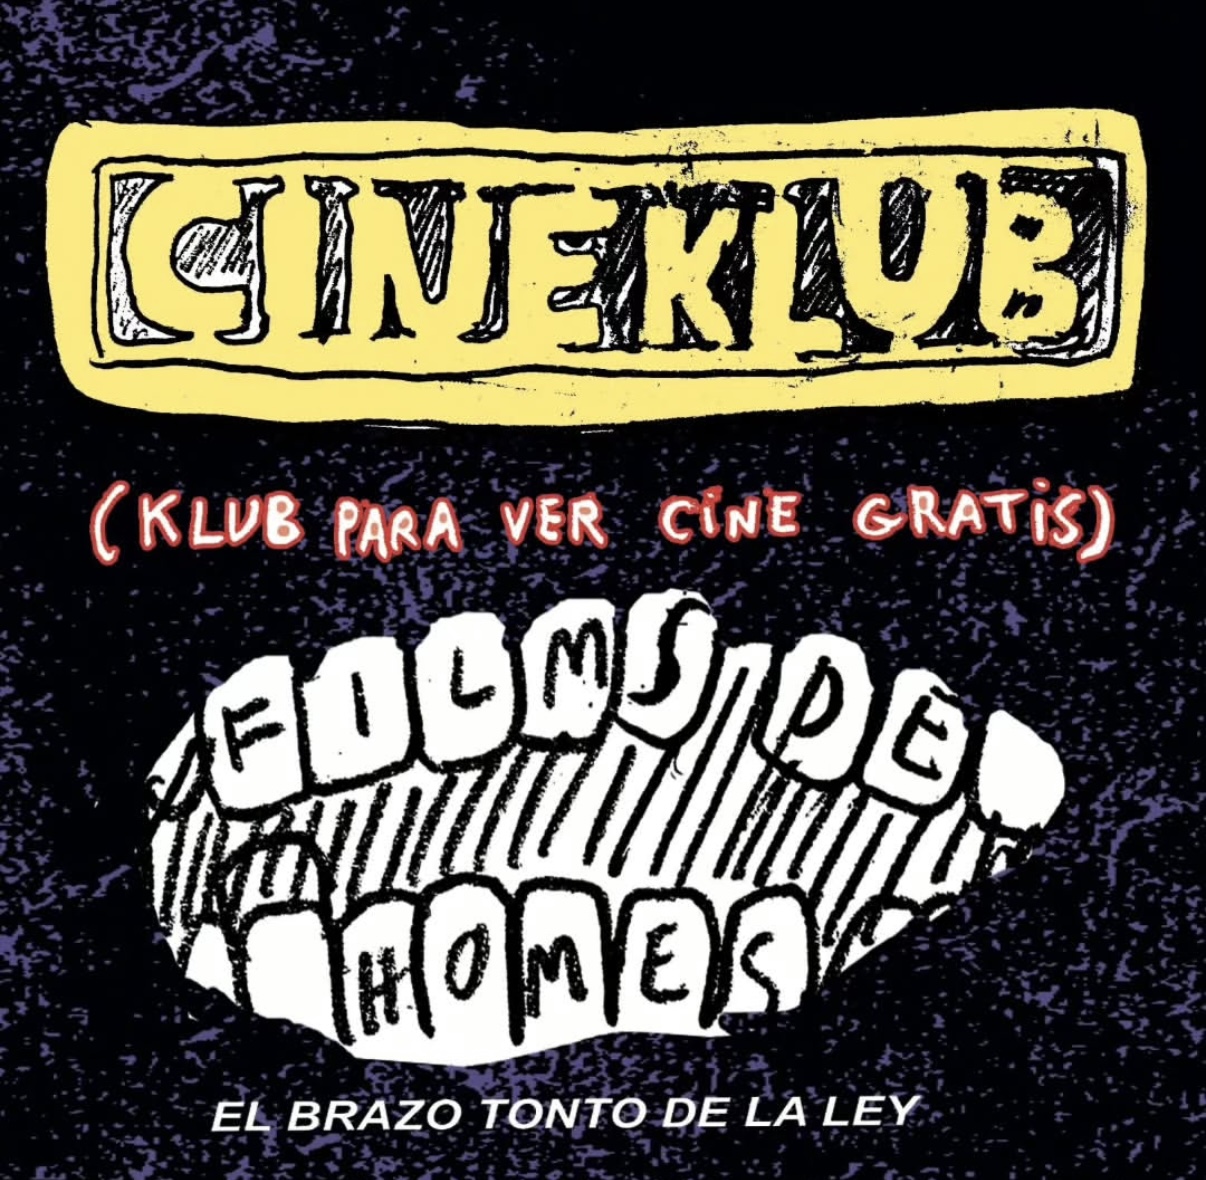 CINEKLUB
(KLUB PARA VER CINE GRATIS)
FILMS DE
HOMES
EL BRAZO TONTO DE LA LEY